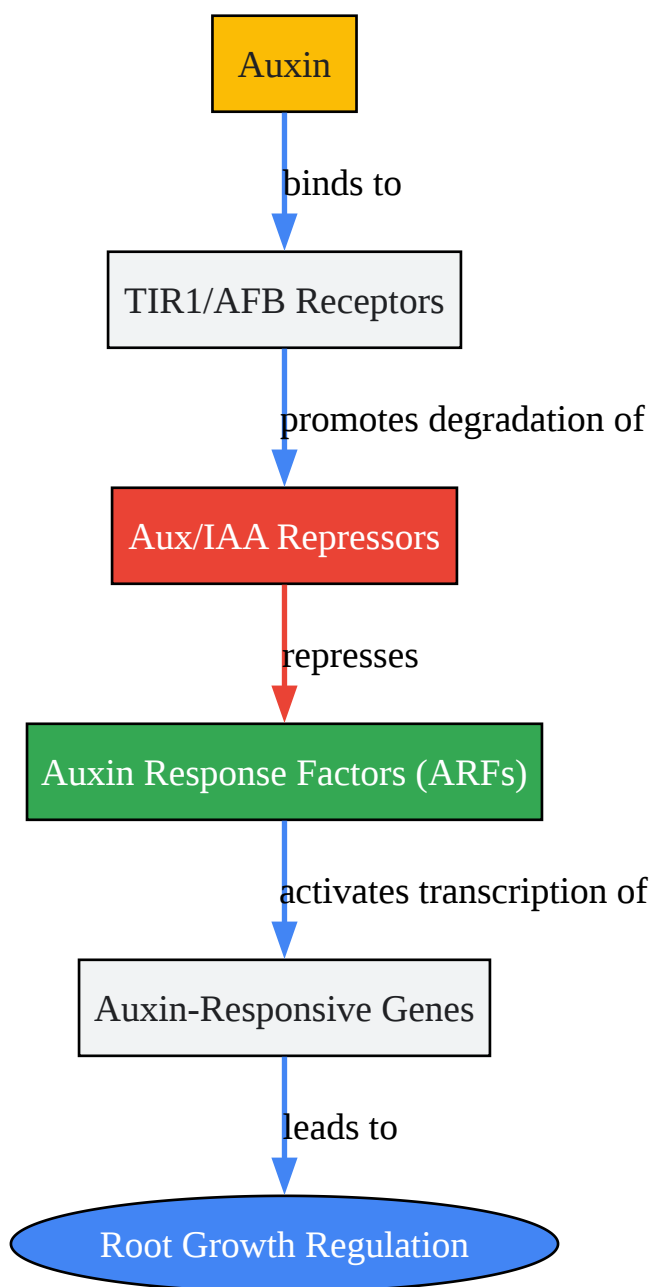 Auxin
binds to
TIR1/AFB Receptors
promotes degradation of
Aux/IAA Repressors
represses
Auxin Response Factors (ARFs)
activates transcription of
Auxin-Responsive Genes
leads to
Root Growth Regulation